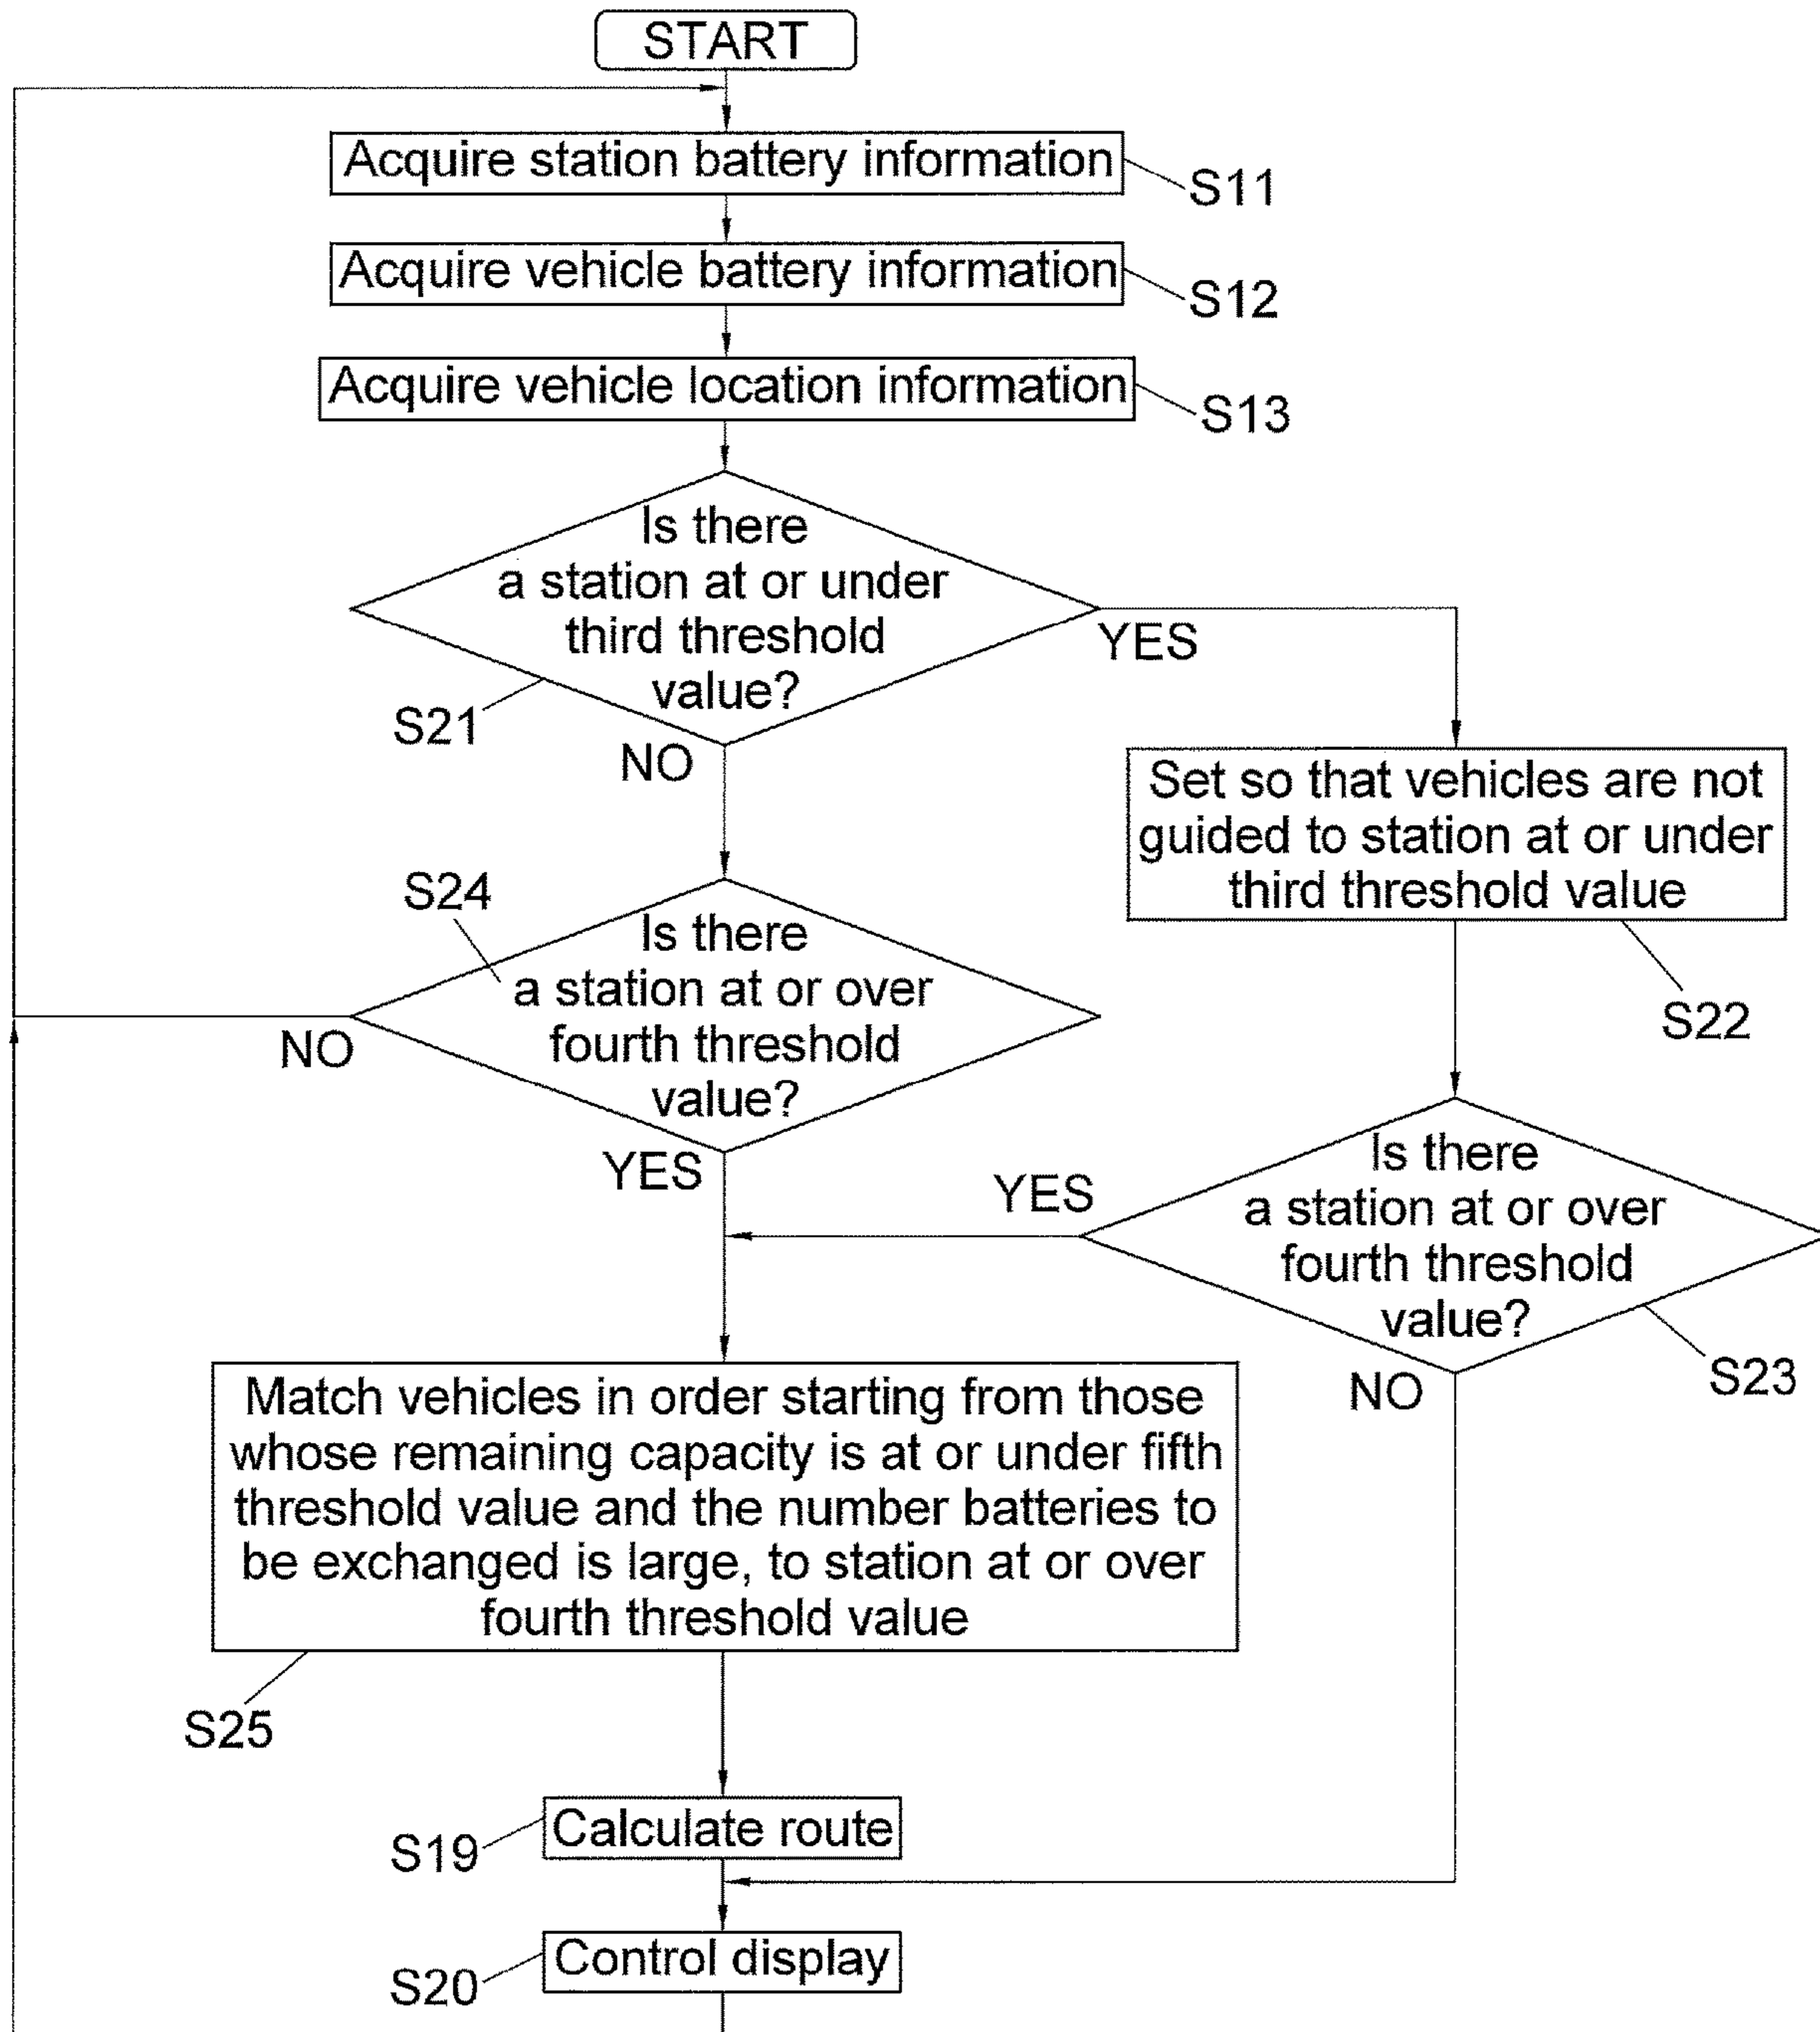 START
Acquire station battery information
S11
Acquire vehicle battery information
S12
Acquire vehicle location information
S13
Is there
a station at or under
third threshold
value?
YES
S21
NO
Set so that vehicles are not
guided to station at or under
third threshold value
S22
S24
Is there
a station at or over
fourth threshold
value?
NO
YES
Is there
a station at or over
fourth threshold
value?
YES
NO
S23
Match vehicles in order starting from those
whose remaining capacity is at or under fifth
threshold value and the number batteries to
be exchanged is large, to station at or over
fourth threshold value
S25
Calculate route
S19
Control display
S20